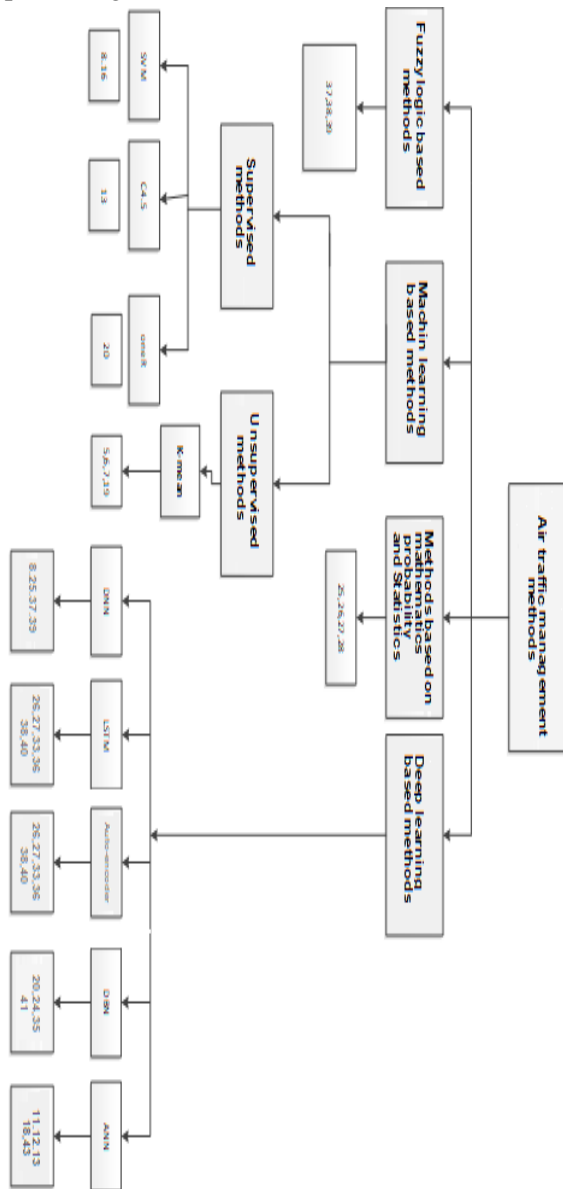 Air traffic management
methods
Fuzzy logic based
methods
Machin learning
based methods
Methods based on
mathematics
probability
and Statistics
Deep learning
based methods
37,38,39
25,26,27,28
Supervised
methods
Unsupervised
methods
SVM
C4.5
oneR
K-mean
8.16
13
20
5,6,7,19
DNN
LSTM
Auto-encoder
DBN
ANN
8.25.37.39
26,27,33,36
38,40
26,27,33,36
38,40
20,24,35
41
11.12.13
18,43